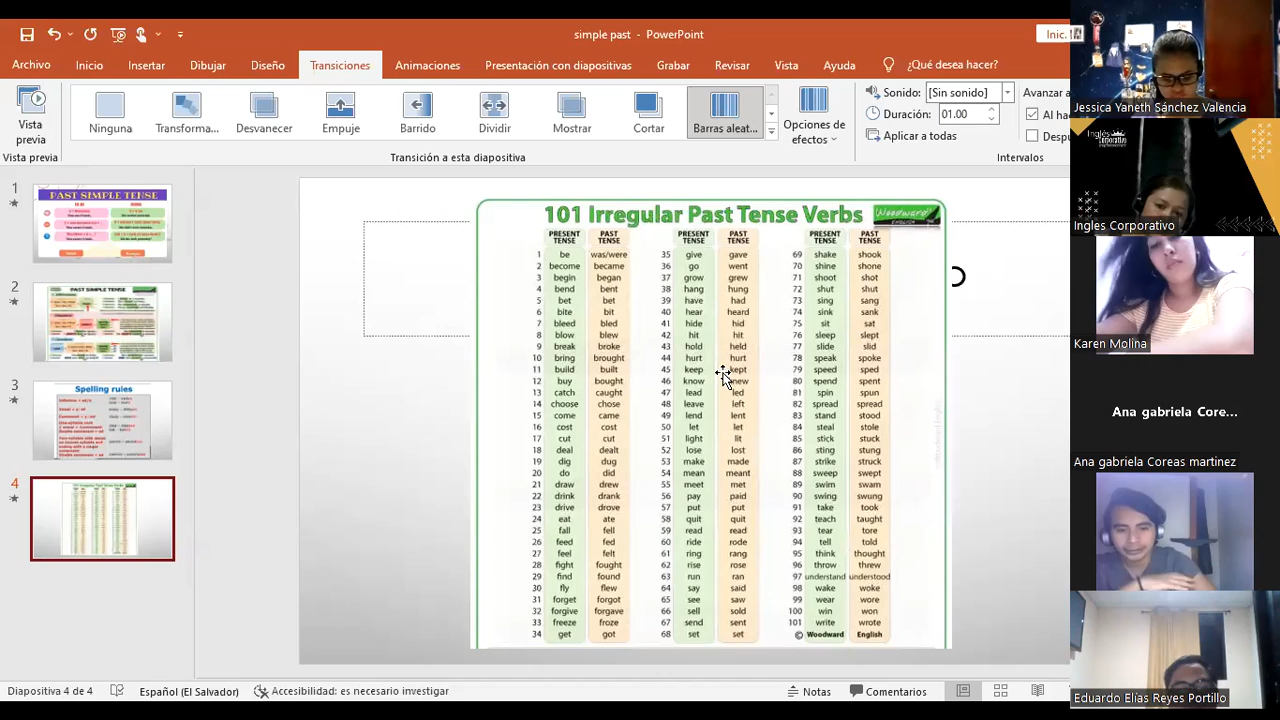 simple past - PowerPoint
Inic.
Archivo Inicio Insertar Dibujar Diseño Transiciones Animaciones Presentación con diapositivas Grabar Revisar Vista Ayuda ¿Qué desea hacer?
Vista previa
Ninguna Transforma... Desvanecer Empuje Barrido Dividir Mostrar Cortar Barras aleat... Opciones de efectos
Sonido: [Sin sonido]
Duración: 01.00
Aplicar a todas
Avanzar a
Al ha
Despu
Vista previa Transición a esta diapositiva Intervalos
1
PAST SIMPLE TENSE
2
PAST SIMPLE TENSE
3
Spelling rules
4
101 Irregular Past Tense Verbs Woodward ENGLISH
PRESENT TENSE PAST TENSE PRESENT TENSE PAST TENSE PRESENT TENSE PAST TENSE
1 be was/were 35 give gave 69 shake shook
2 become became 36 go went 70 shine shone
3 begin began 37 grow grew 71 shoot shot
4 bend bent 38 hang hung 72 shut shut
5 bet bet 39 have had 72 sing sang
6 bite bit 40 hear heard 74 sink sank
7 bleed bled 41 hide hid 75 sit sat
8 blow blew 42 hit hit 76 sleep slept
9 break broke 43 hold held 77 slide slid
10 bring brought 44 hurt hurt 78 speak spoke
11 build built 45 keep ept 79 speed sped
12 buy bought 46 know ew 80 spend spent
13 catch caught 47 lead led 81 spin spun
14 choose chose 48 leave left 82 spread spread
15 come came 49 lend lent 83 stand stood
16 cost cost 50 let let 84 steal stole
17 cut cut 51 light lit 85 stick stuck
18 deal dealt 52 lose lost 86 sting stung
19 dig dug 53 make made 87 strike struck
20 do did 54 mean meant 88 sweep swept
21 draw drew 55 meet met 89 swim swam
22 drink drank 56 pay paid 90 swing swung
23 drive drove 57 put put 91 take took
24 eat ate 58 quit quit 92 teach taught
25 fall fell 59 read read 93 tear tore
26 feed fed 60 ride rode 94 tell told
27 feel felt 61 ring rang 95 think thought
28 fight fought 62 rise rose 96 throw threw
29 find found 63 run ran 97 understand understood
30 fly flew 64 say said 98 wake woke
31 forget forgot 65 see saw 99 wear wore
32 forgive forgave 66 sell sold 100 win won
33 freeze froze 67 send sent 101 write wrote
34 get got 68 set set © Woodward English
Diapositiva 4 de 4 Español (El Salvador) Accesibilidad: es necesario investigar Notas Comentarios
Jessica Yaneth Sánchez Valencia
Inglés Corporativo
Ingles Corporativo
Karen Molina
Ana gabriela Core...
Ana gabriela Coreas martinez
Eduardo Elías Reyes Portillo